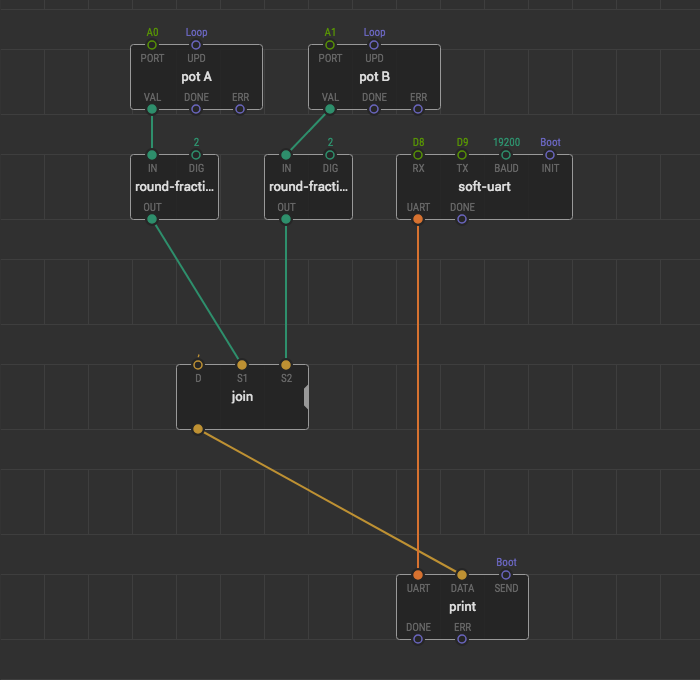 A0 Loop A1 Loop
PORT UPD PORT UPD
pot A pot B
VAL DONE ERR VAL DONE ERR
2 2 D8 D9 19200 Boot
IN DIG IN DIG RX TX BAUD INIT
round-fracti... round-fracti... soft-uart
OUT OUT UART DONE
,
D S1 S2
join
Boot
UART DATA SEND
print
DONE ERR